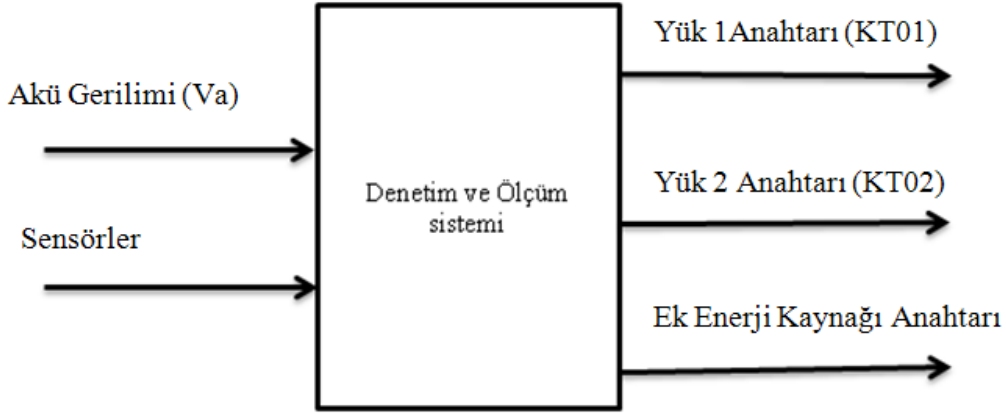 Akü Gerilimi (Va)
Sensörler
Denetim ve Ölçüm
sistemi
Yük 1Anahtarı (KT01)
Yük 2 Anahtarı (KT02)
Ek Enerji Kaynağı Anahtarı